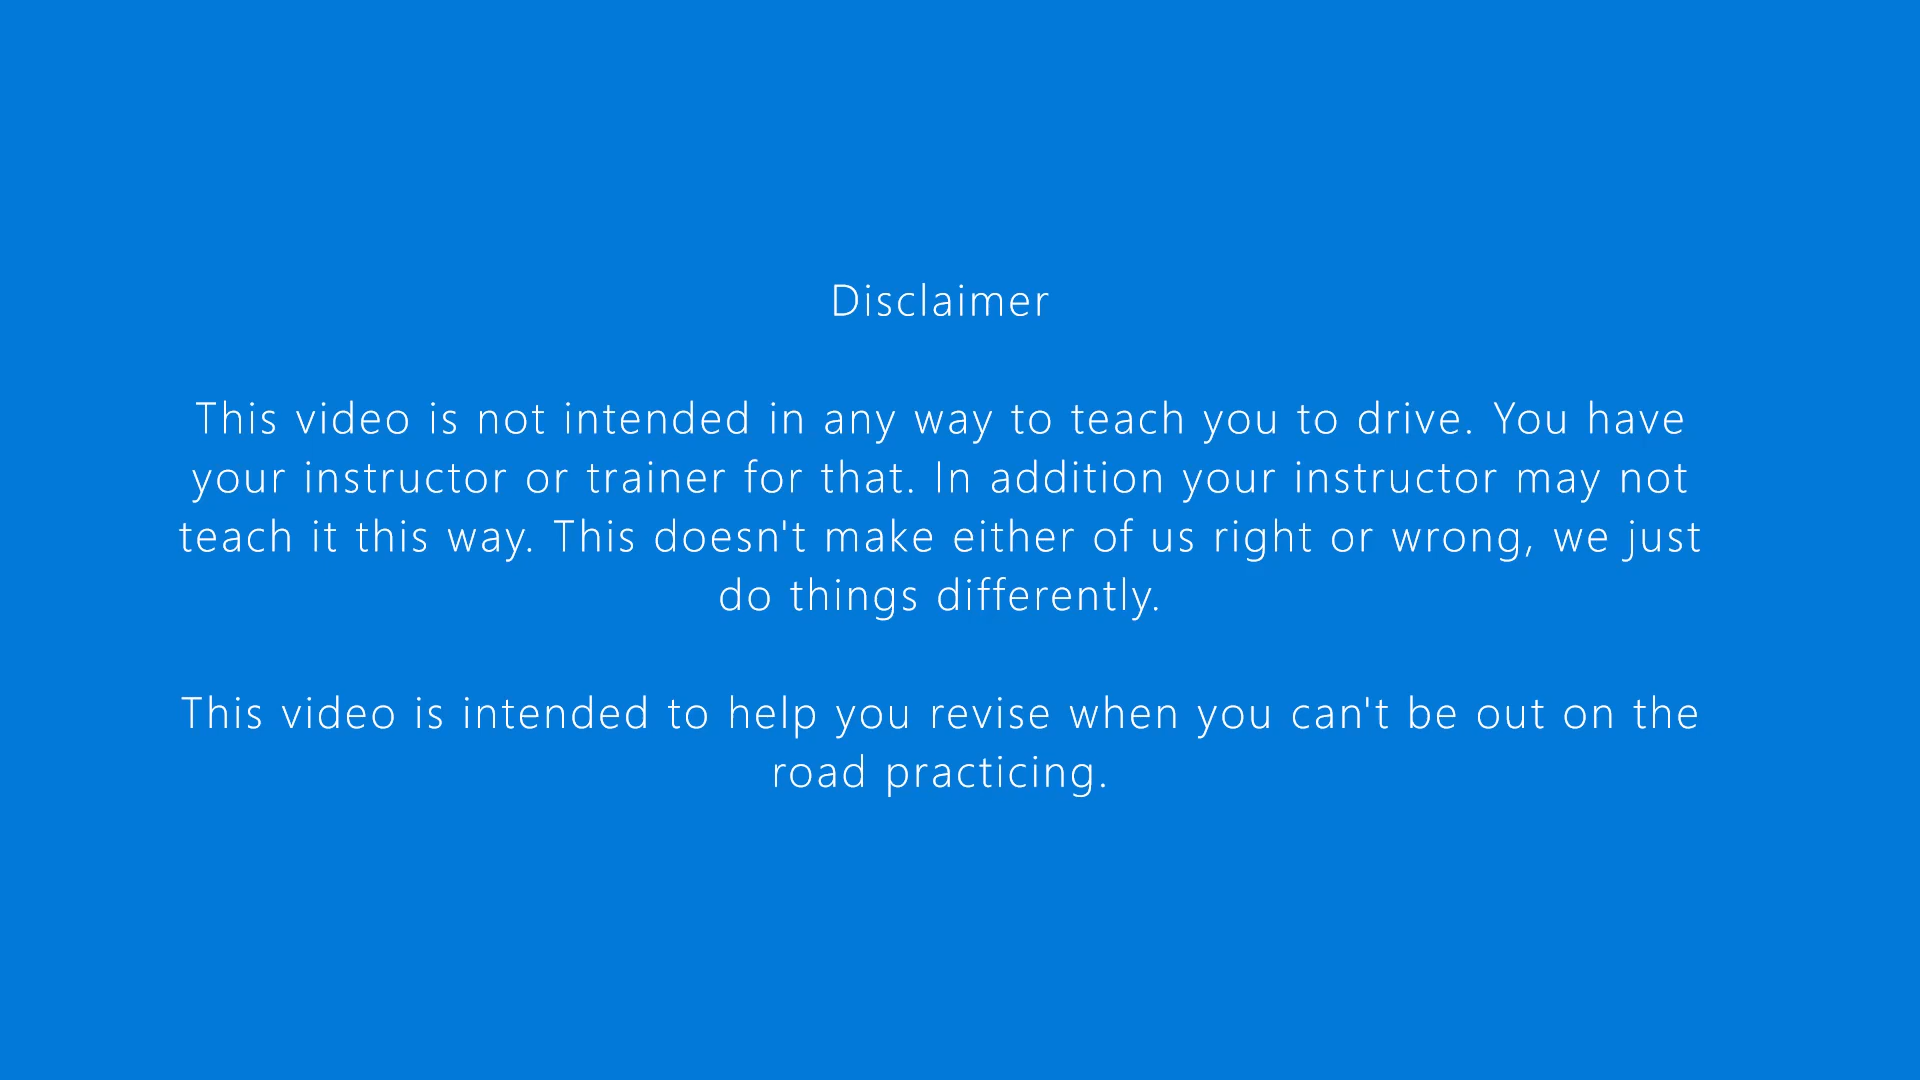 Disclaimer
This video is not intended in any way to teach you to drive. You have
your instructor or trainer for that. In addition your instructor may not
teach it this way. This doesn't make either of us right or wrong, we just
do things differently.
This video is intended to help you revise when you can't be out on the
road practicing.